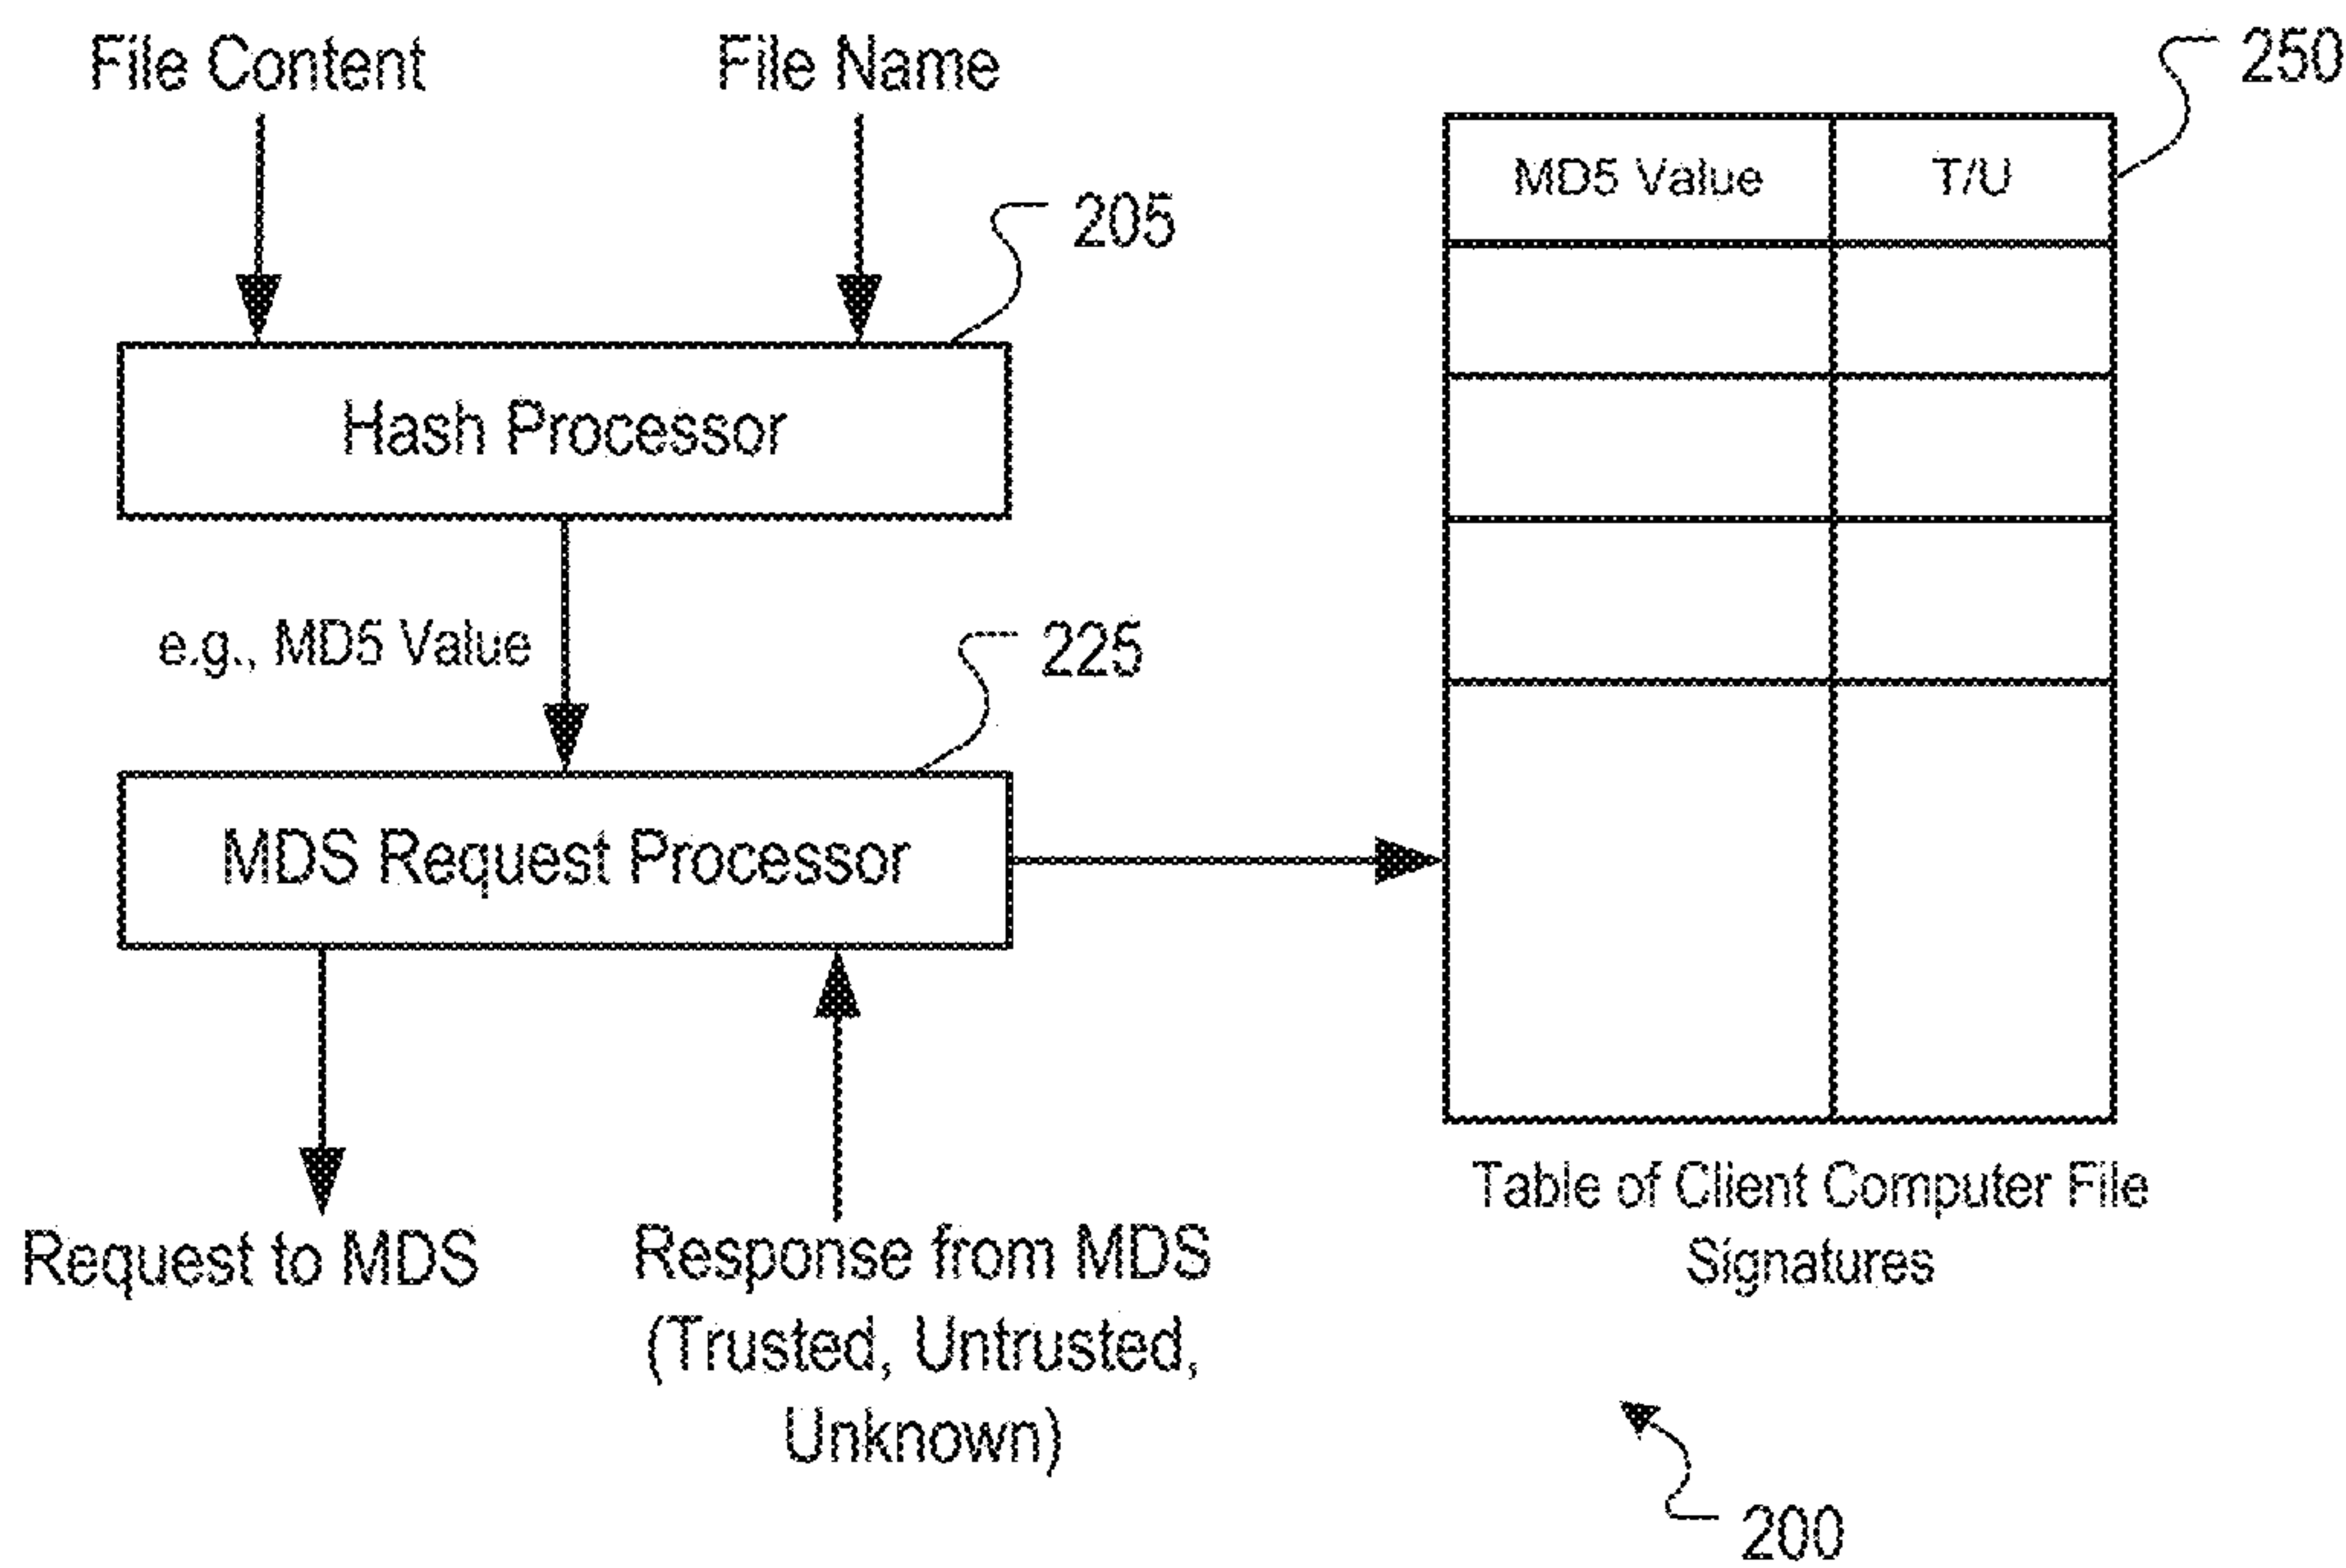 File Content
File Name
250
MD5 Value
T/U
205
Hash Processor
e.g., MD5 Value
225
MDS Request Processor
Request to MDS
Response from MDS
(Trusted, Untrusted,
Unknown)
Table of Client Computer File
Signatures
200